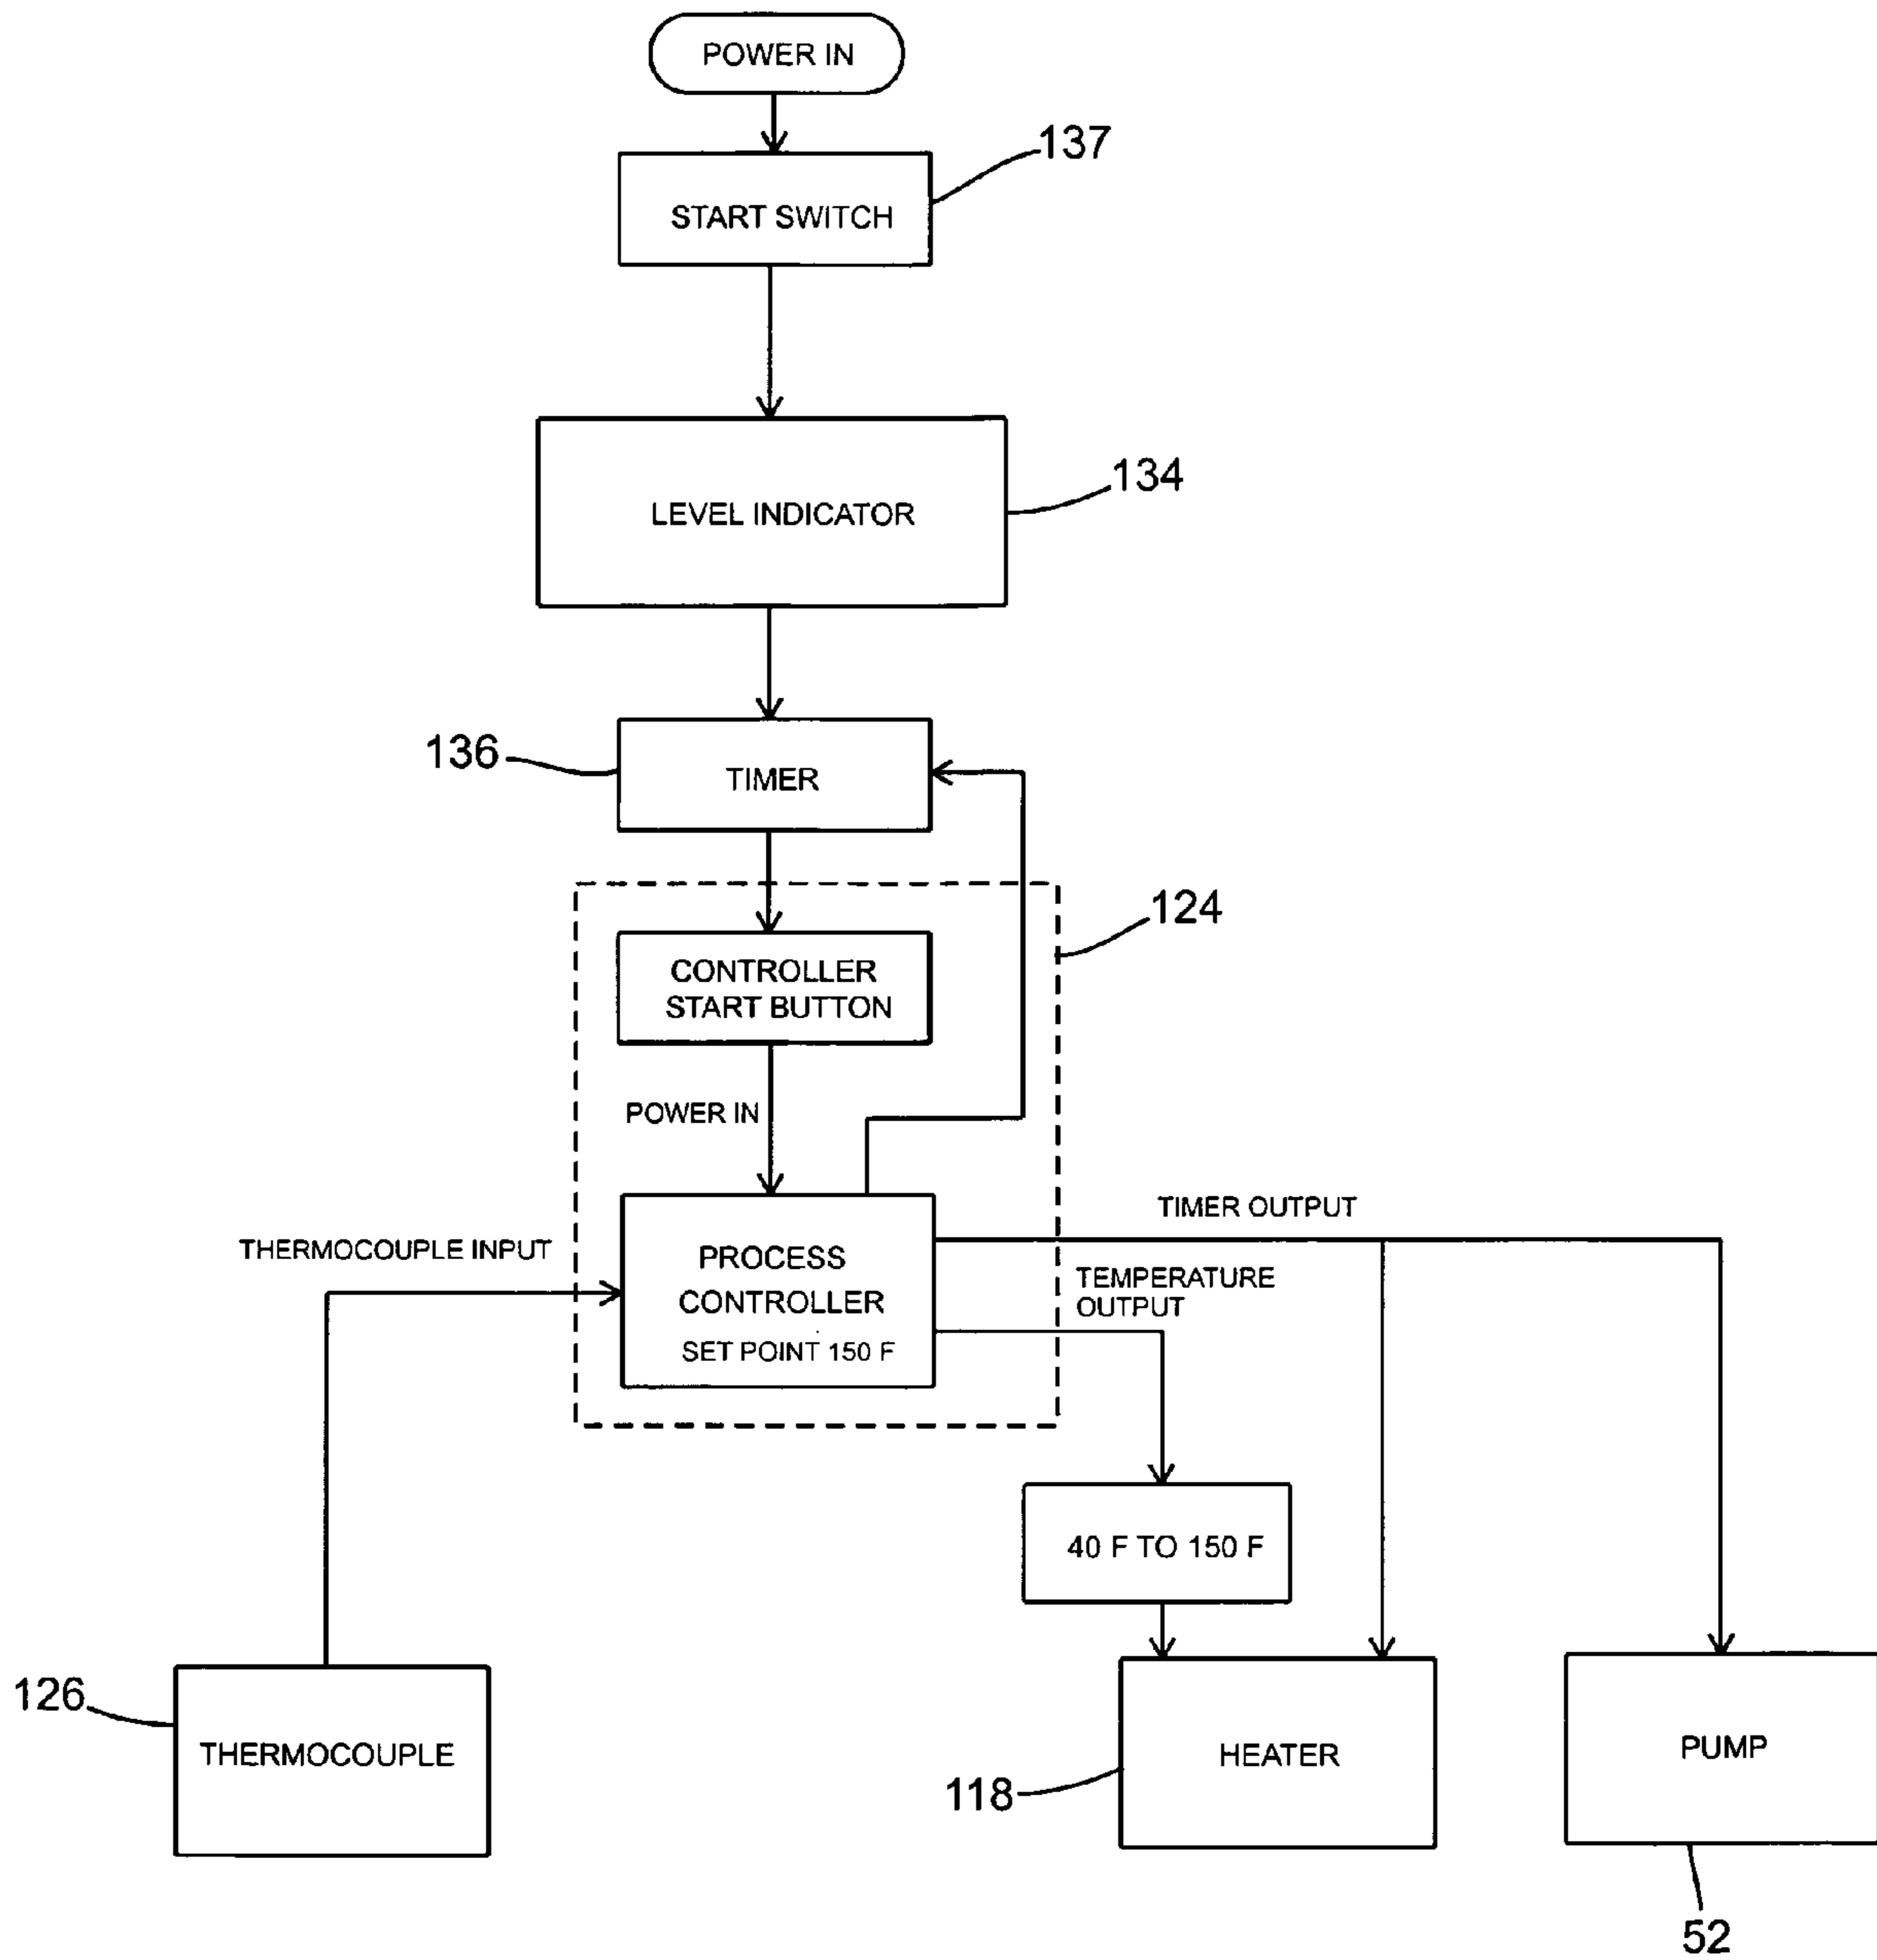 POWER IN
137
START SWITCH
134
LEVEL INDICATOR
136
TIMER
124
CONTROLLER
START BUTTON
POWER IN
TIMER OUTPUT
THERMOCOUPLE INPUT
PROCESS
CONTROLLER
SET POINT 150 F
TEMPERATURE
OUTPUT
40 F TO 150 F
126
THERMOCOUPLE
118
HEATER
PUMP
52